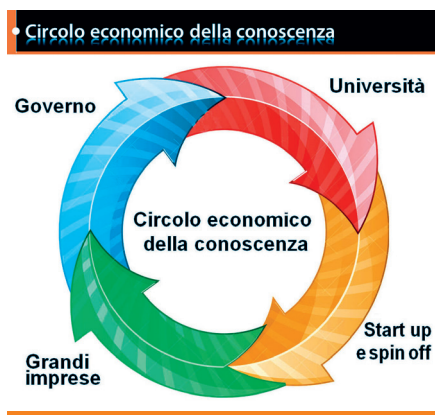 Circolo economico della conoscenza
Università
Governo
Circolo economico
della conoscenza
Start up
e spin off
Grandi
imprese